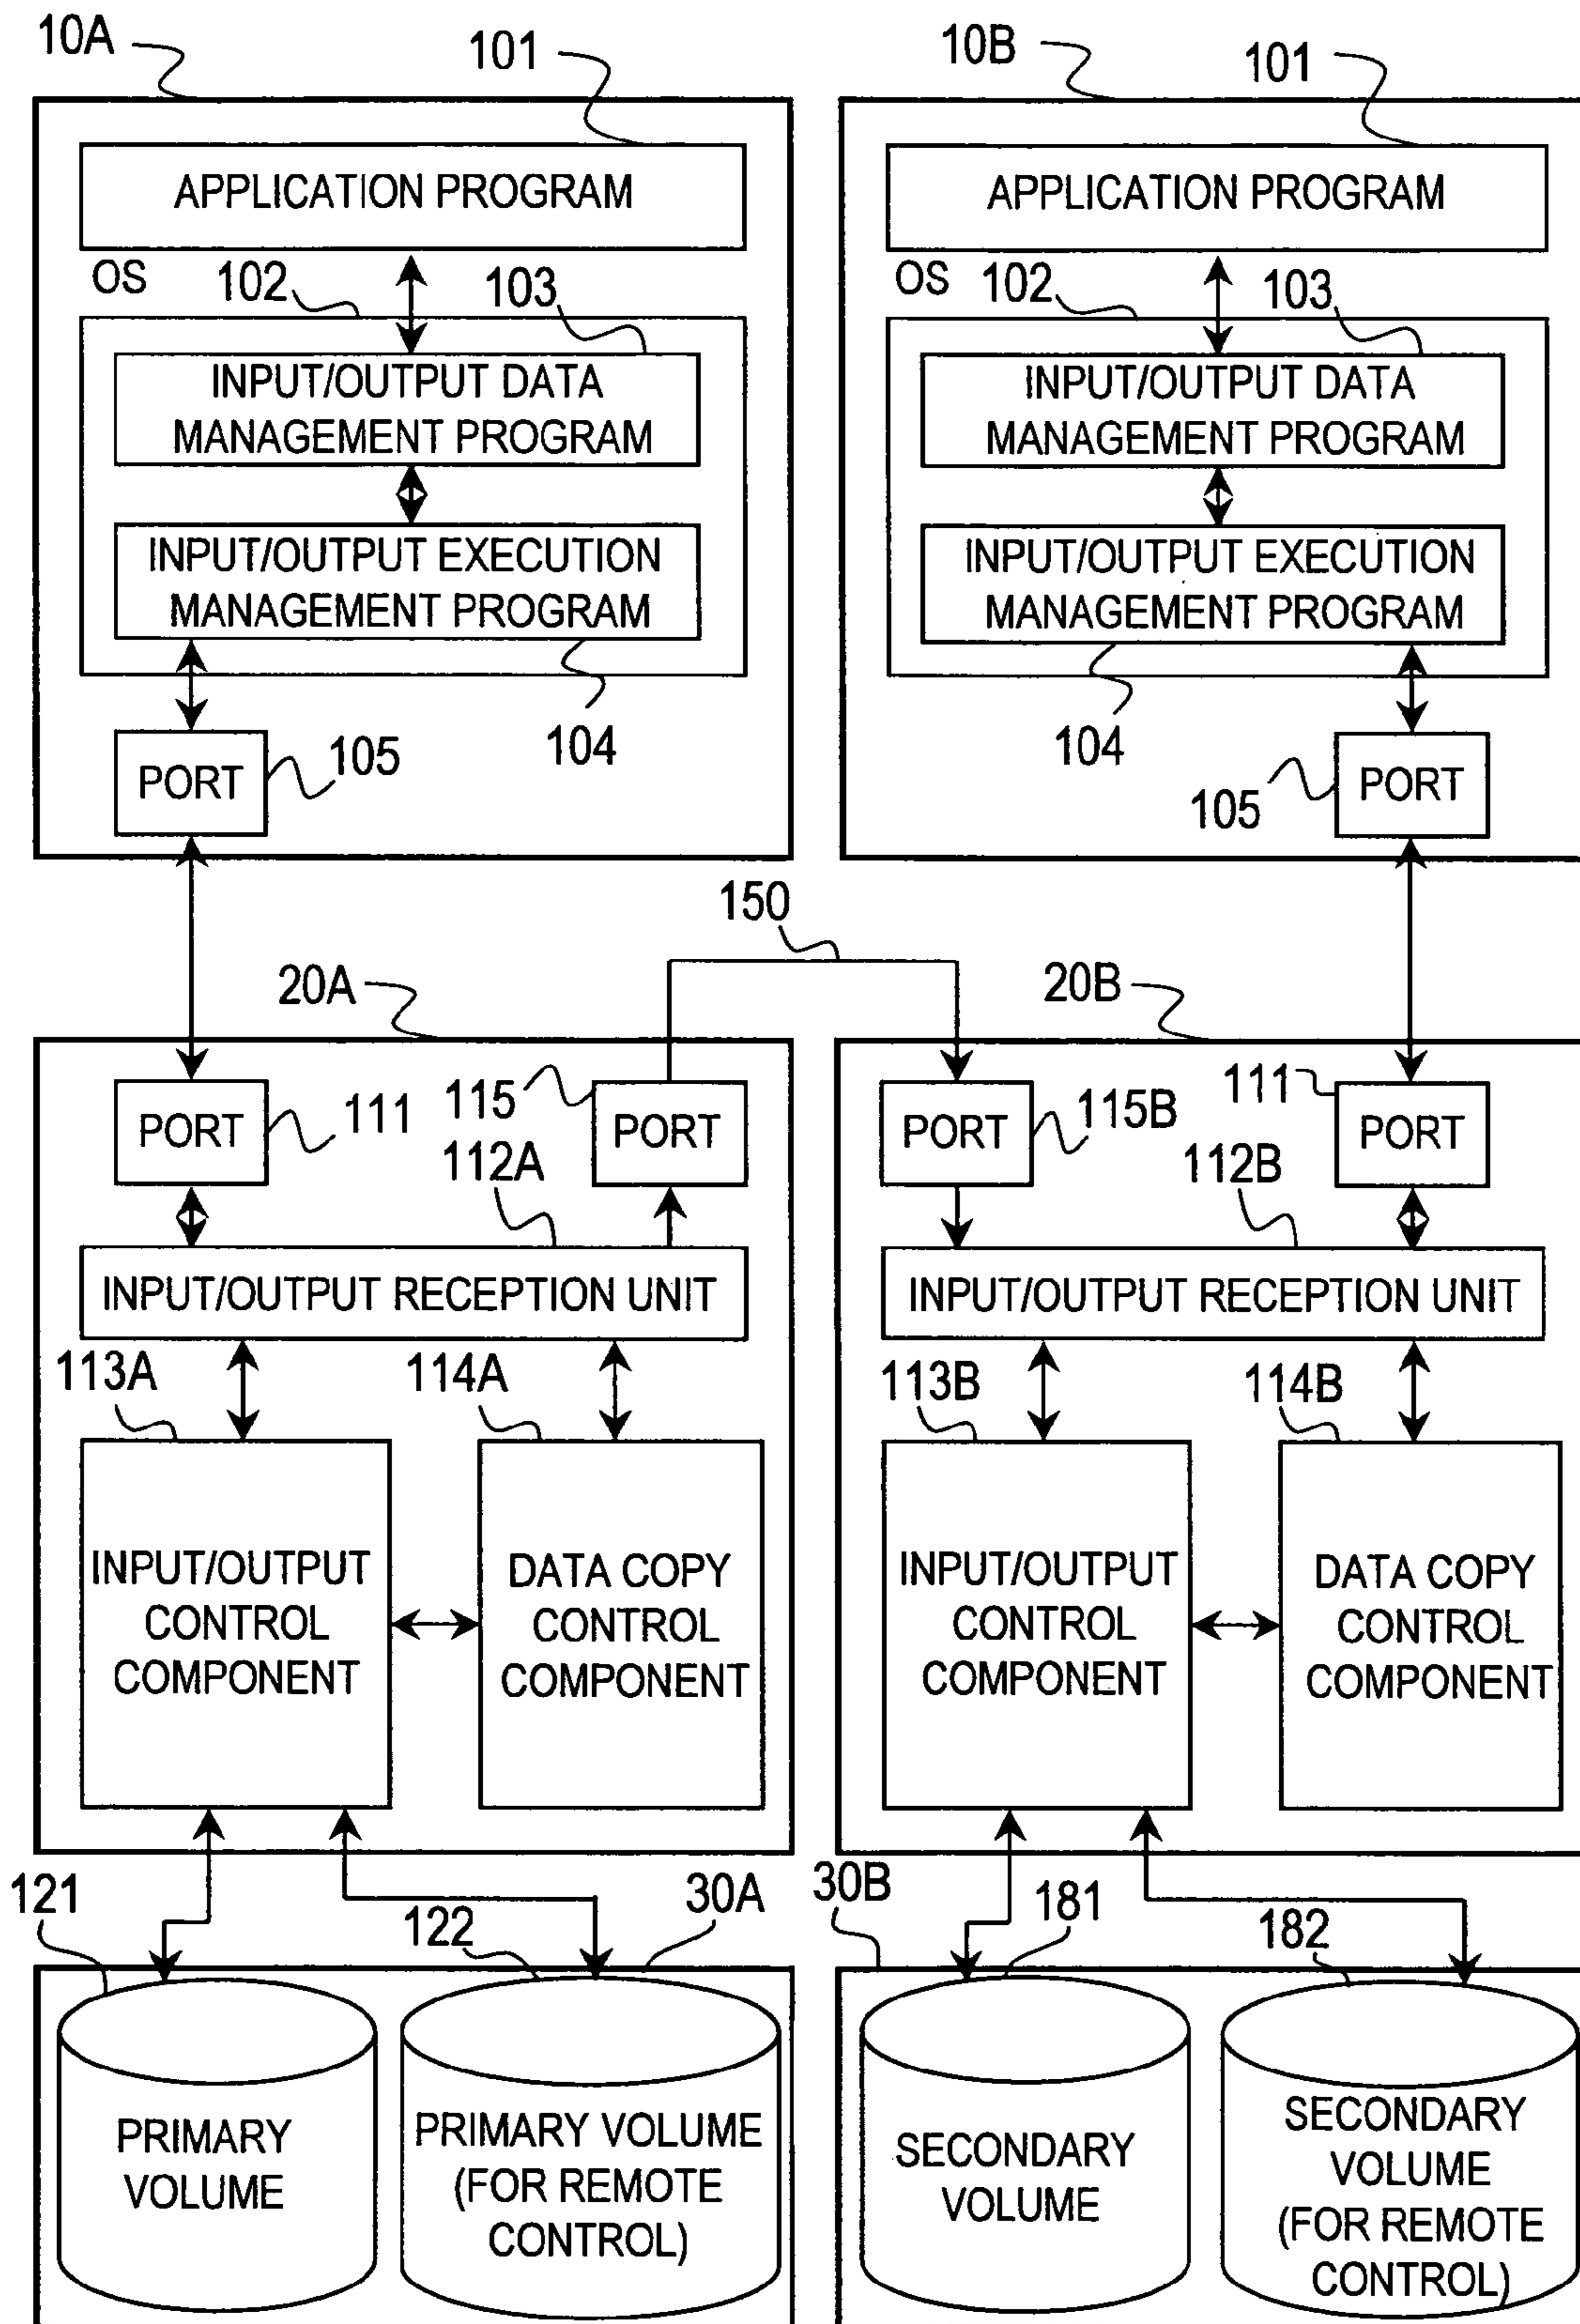 10A
101
10B
101
APPLICATION PROGRAM
APPLICATION PROGRAM
OS
102
103
OS
102
103
INPUT/OUTPUT DATA
MANAGEMENT PROGRAM
INPUT/OUTPUT DATA
MANAGEMENT PROGRAM
INPUT/OUTPUT EXECUTION
MANAGEMENT PROGRAM
INPUT/OUTPUT EXECUTION
MANAGEMENT PROGRAM
PORT
105
104
104
105
PORT
150
20A
20B
PORT
111
115
PORT
PORT
115B
111
PORT
112A
112B
INPUT/OUTPUT RECEPTION UNIT
INPUT/OUTPUT RECEPTION UNIT
113A
114A
113B
114B
INPUT/OUTPUT
CONTROL
COMPONENT
DATA COPY
CONTROL
COMPONENT
INPUT/OUTPUT
CONTROL
COMPONENT
DATA COPY
CONTROL
COMPONENT
121
122
30A
30B
181
182
PRIMARY
VOLUME
PRIMARY VOLUME
(FOR REMOTE
CONTROL)
SECONDARY
VOLUME
SECONDARY
VOLUME
(FOR REMOTE
CONTROL)